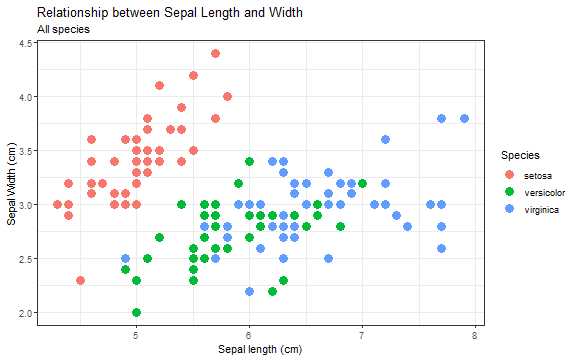 Relationship between Sepal Length and Width
All species
Sepal Width (cm)
4.5
4.0
3.5
3.0
2.5
2.0
5
6
7
8
Sepal length (cm)
Species
setosa
versicolor
virginica